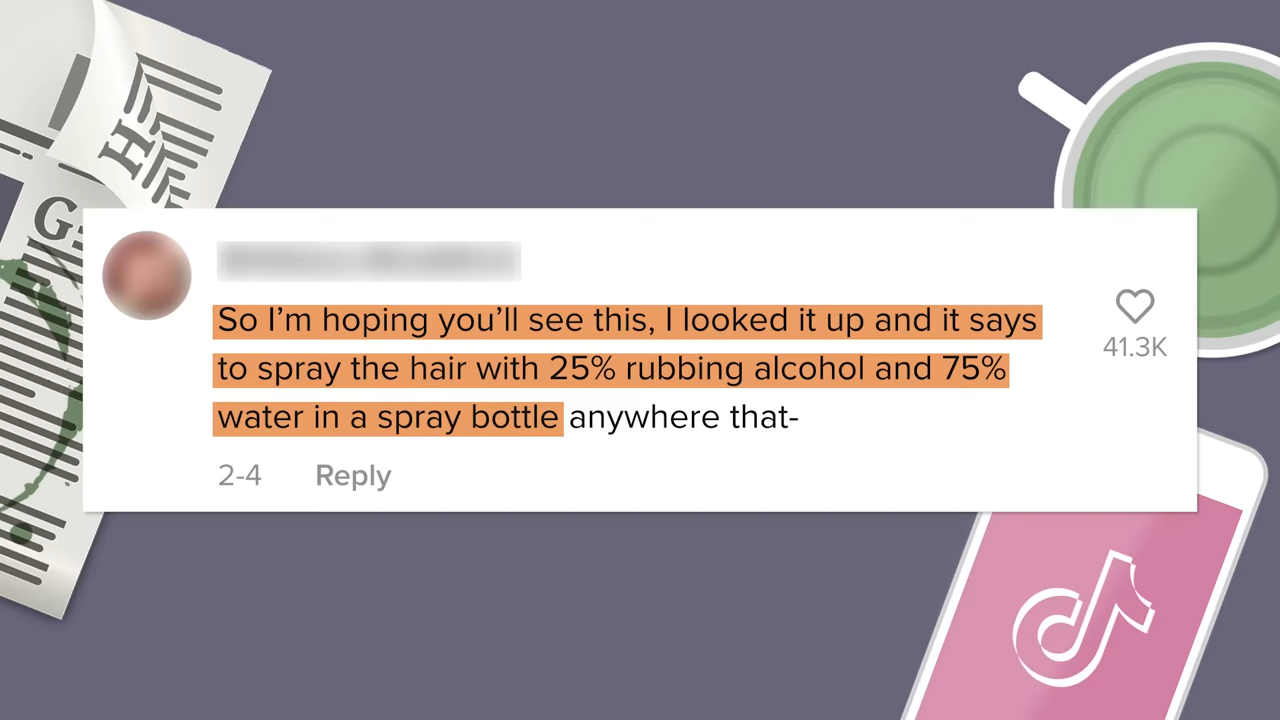 H
G
So I’m hoping you’ll see this, I looked it up and it says
to spray the hair with 25% rubbing alcohol and 75%
water in a spray bottle anywhere that-
41.3K
2-4 Reply